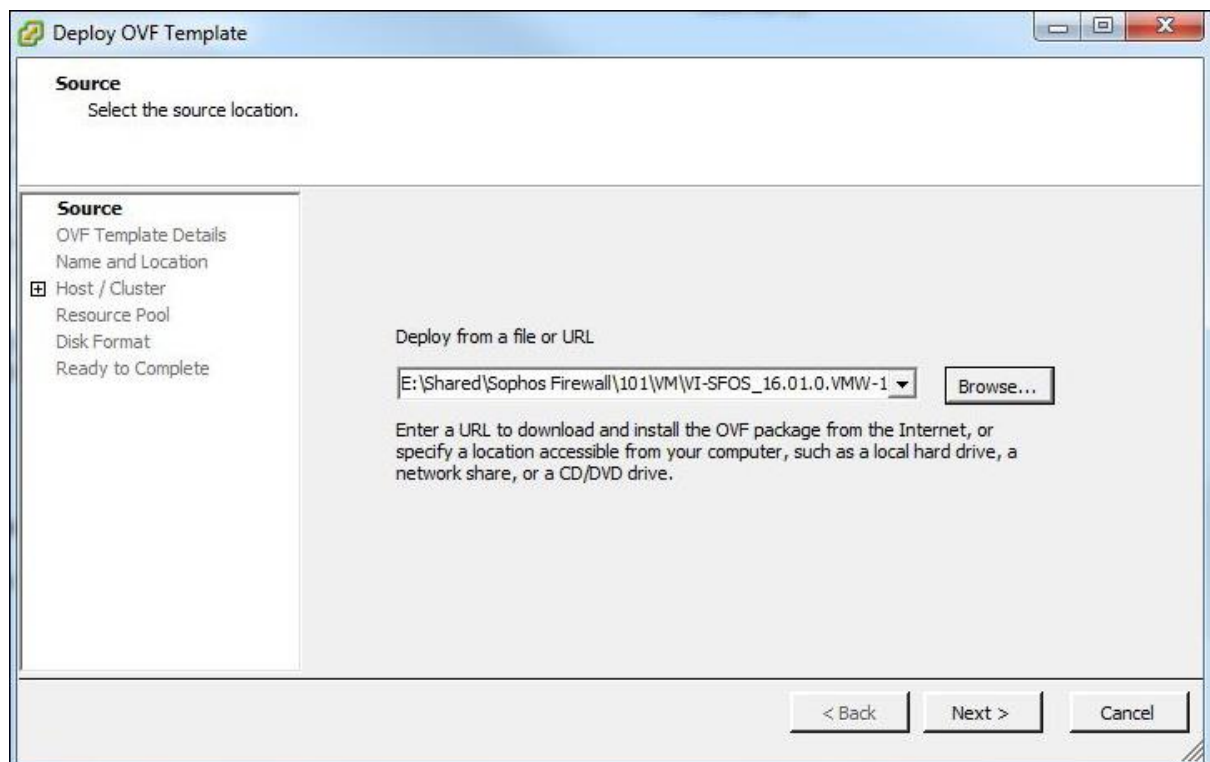 Deploy OVF Template
Source
Select the source location.
Source
OVF Template Details
Name and Location
Host / Cluster
Resource Pool
Disk Format
Ready to Complete
Deploy from a file or URL
E:\Shared\Sophos Firewall\101\VM\VI-SFOS_16.01.0.VMW-1
Browse...
Enter a URL to download and install the OVF package from the Internet, or
specify a location accessible from your computer, such as a local hard drive, a
network share, or a CD/DVD drive.
< Back
Next >
Cancel